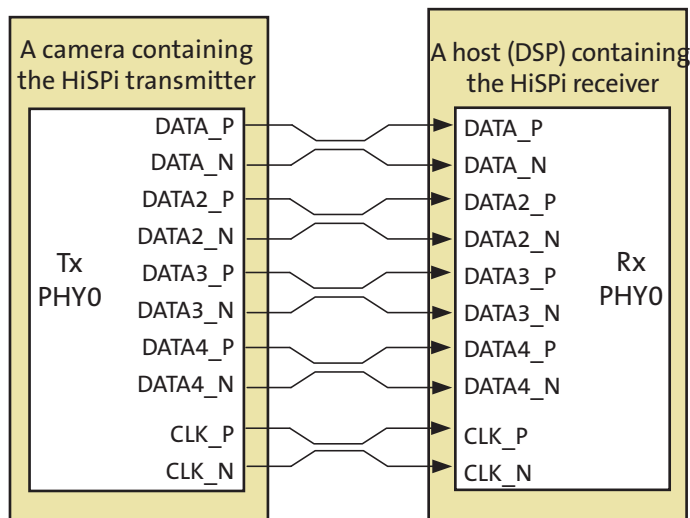 A camera containing
the HiSPi transmitter
A host (DSP) containing
the HiSPi receiver
Tx
PHY0
DATA_P
DATA_N
DATA2_P
DATA2_N
DATA3_P
DATA3_N
DATA4_P
DATA4_N
CLK_P
CLK_N
DATA_P
DATA_N
DATA2_P
DATA2_N
DATA3_P
DATA3_N
DATA4_P
DATA4_N
CLK_P
CLK_N
Rx
PHY0